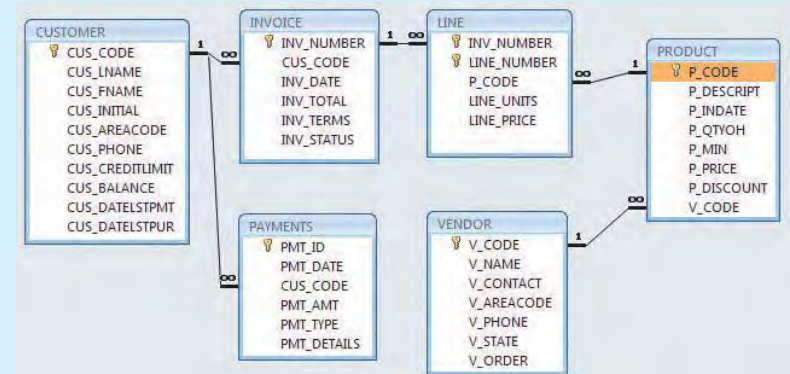 CUSTOMER
CUS_CODE
CUS_LNAME
CUS_FNAME
CUS_INITIAL
CUS_AREACODE
CUS_PHONE
CUS_CREDITLIMIT
CUS_BALANCE
CUS_DATELSTPMT
CUS_DATELSTPUR
1
∞
INVOICE
INV_NUMBER
CUS_CODE
INV_DATE
INV_TOTAL
INV_TERMS
INV_STATUS
1
∞
LINE
INV_NUMBER
LINE_NUMBER
P_CODE
LINE_UNITS
LINE_PRICE
∞
1
PRODUCT
P_CODE
P_DESCRIPT
P_INDATE
P_QTYOH
P_MIN
P_PRICE
P_DISCOUNT
V_CODE
∞
PAYMENTS
PMT_ID
PMT_DATE
CUS_CODE
PMT_AMT
PMT_TYPE
PMT_DETAILS
VENDOR
V_CODE
V_NAME
V_CONTACT
V_AREACODE
V_PHONE
V_STATE
V_ORDER
1
∞